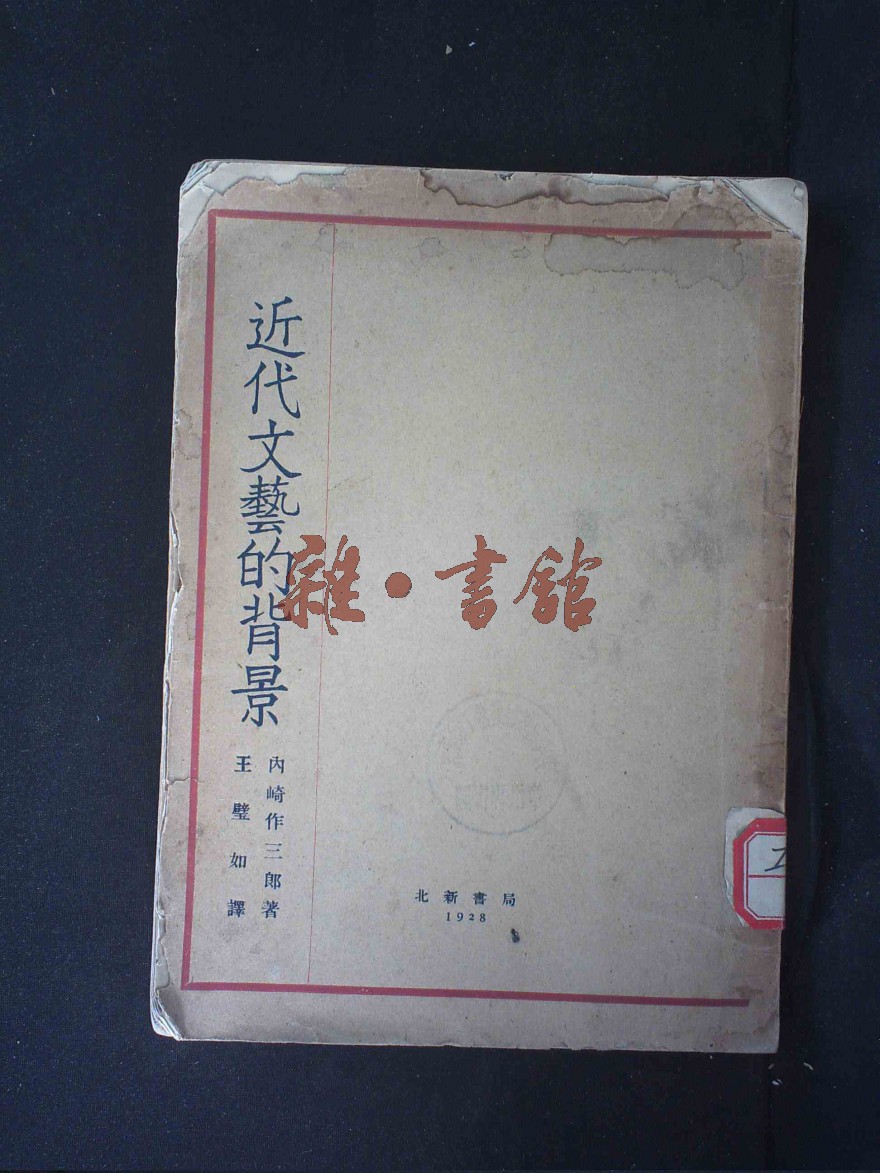 近代文藝的背景
內崎作三郎著
王璧如譯
雜·書館
北新書局
1928